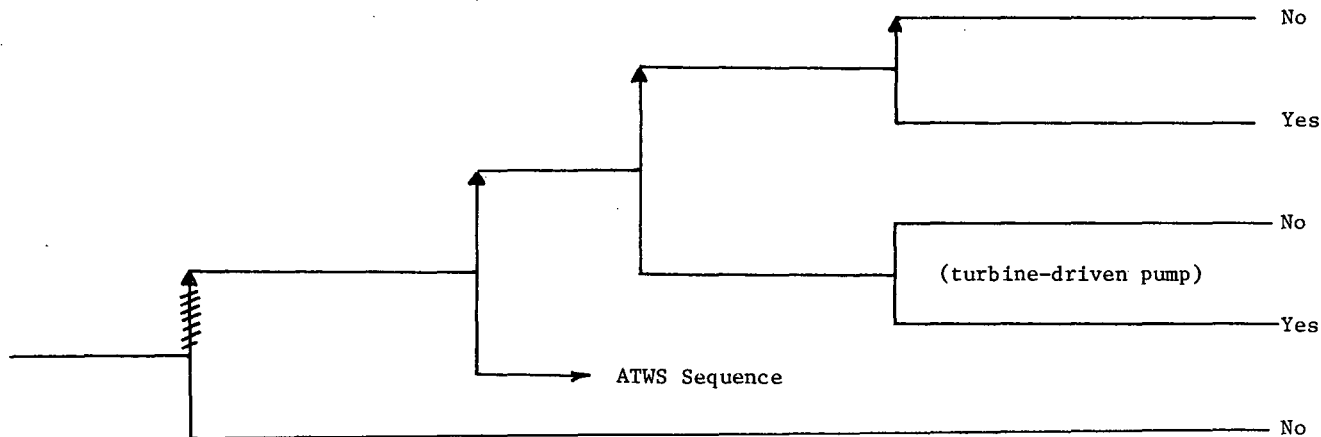 No
Yes
No
(turbine-driven pump)
Yes
ATWS Sequence
No